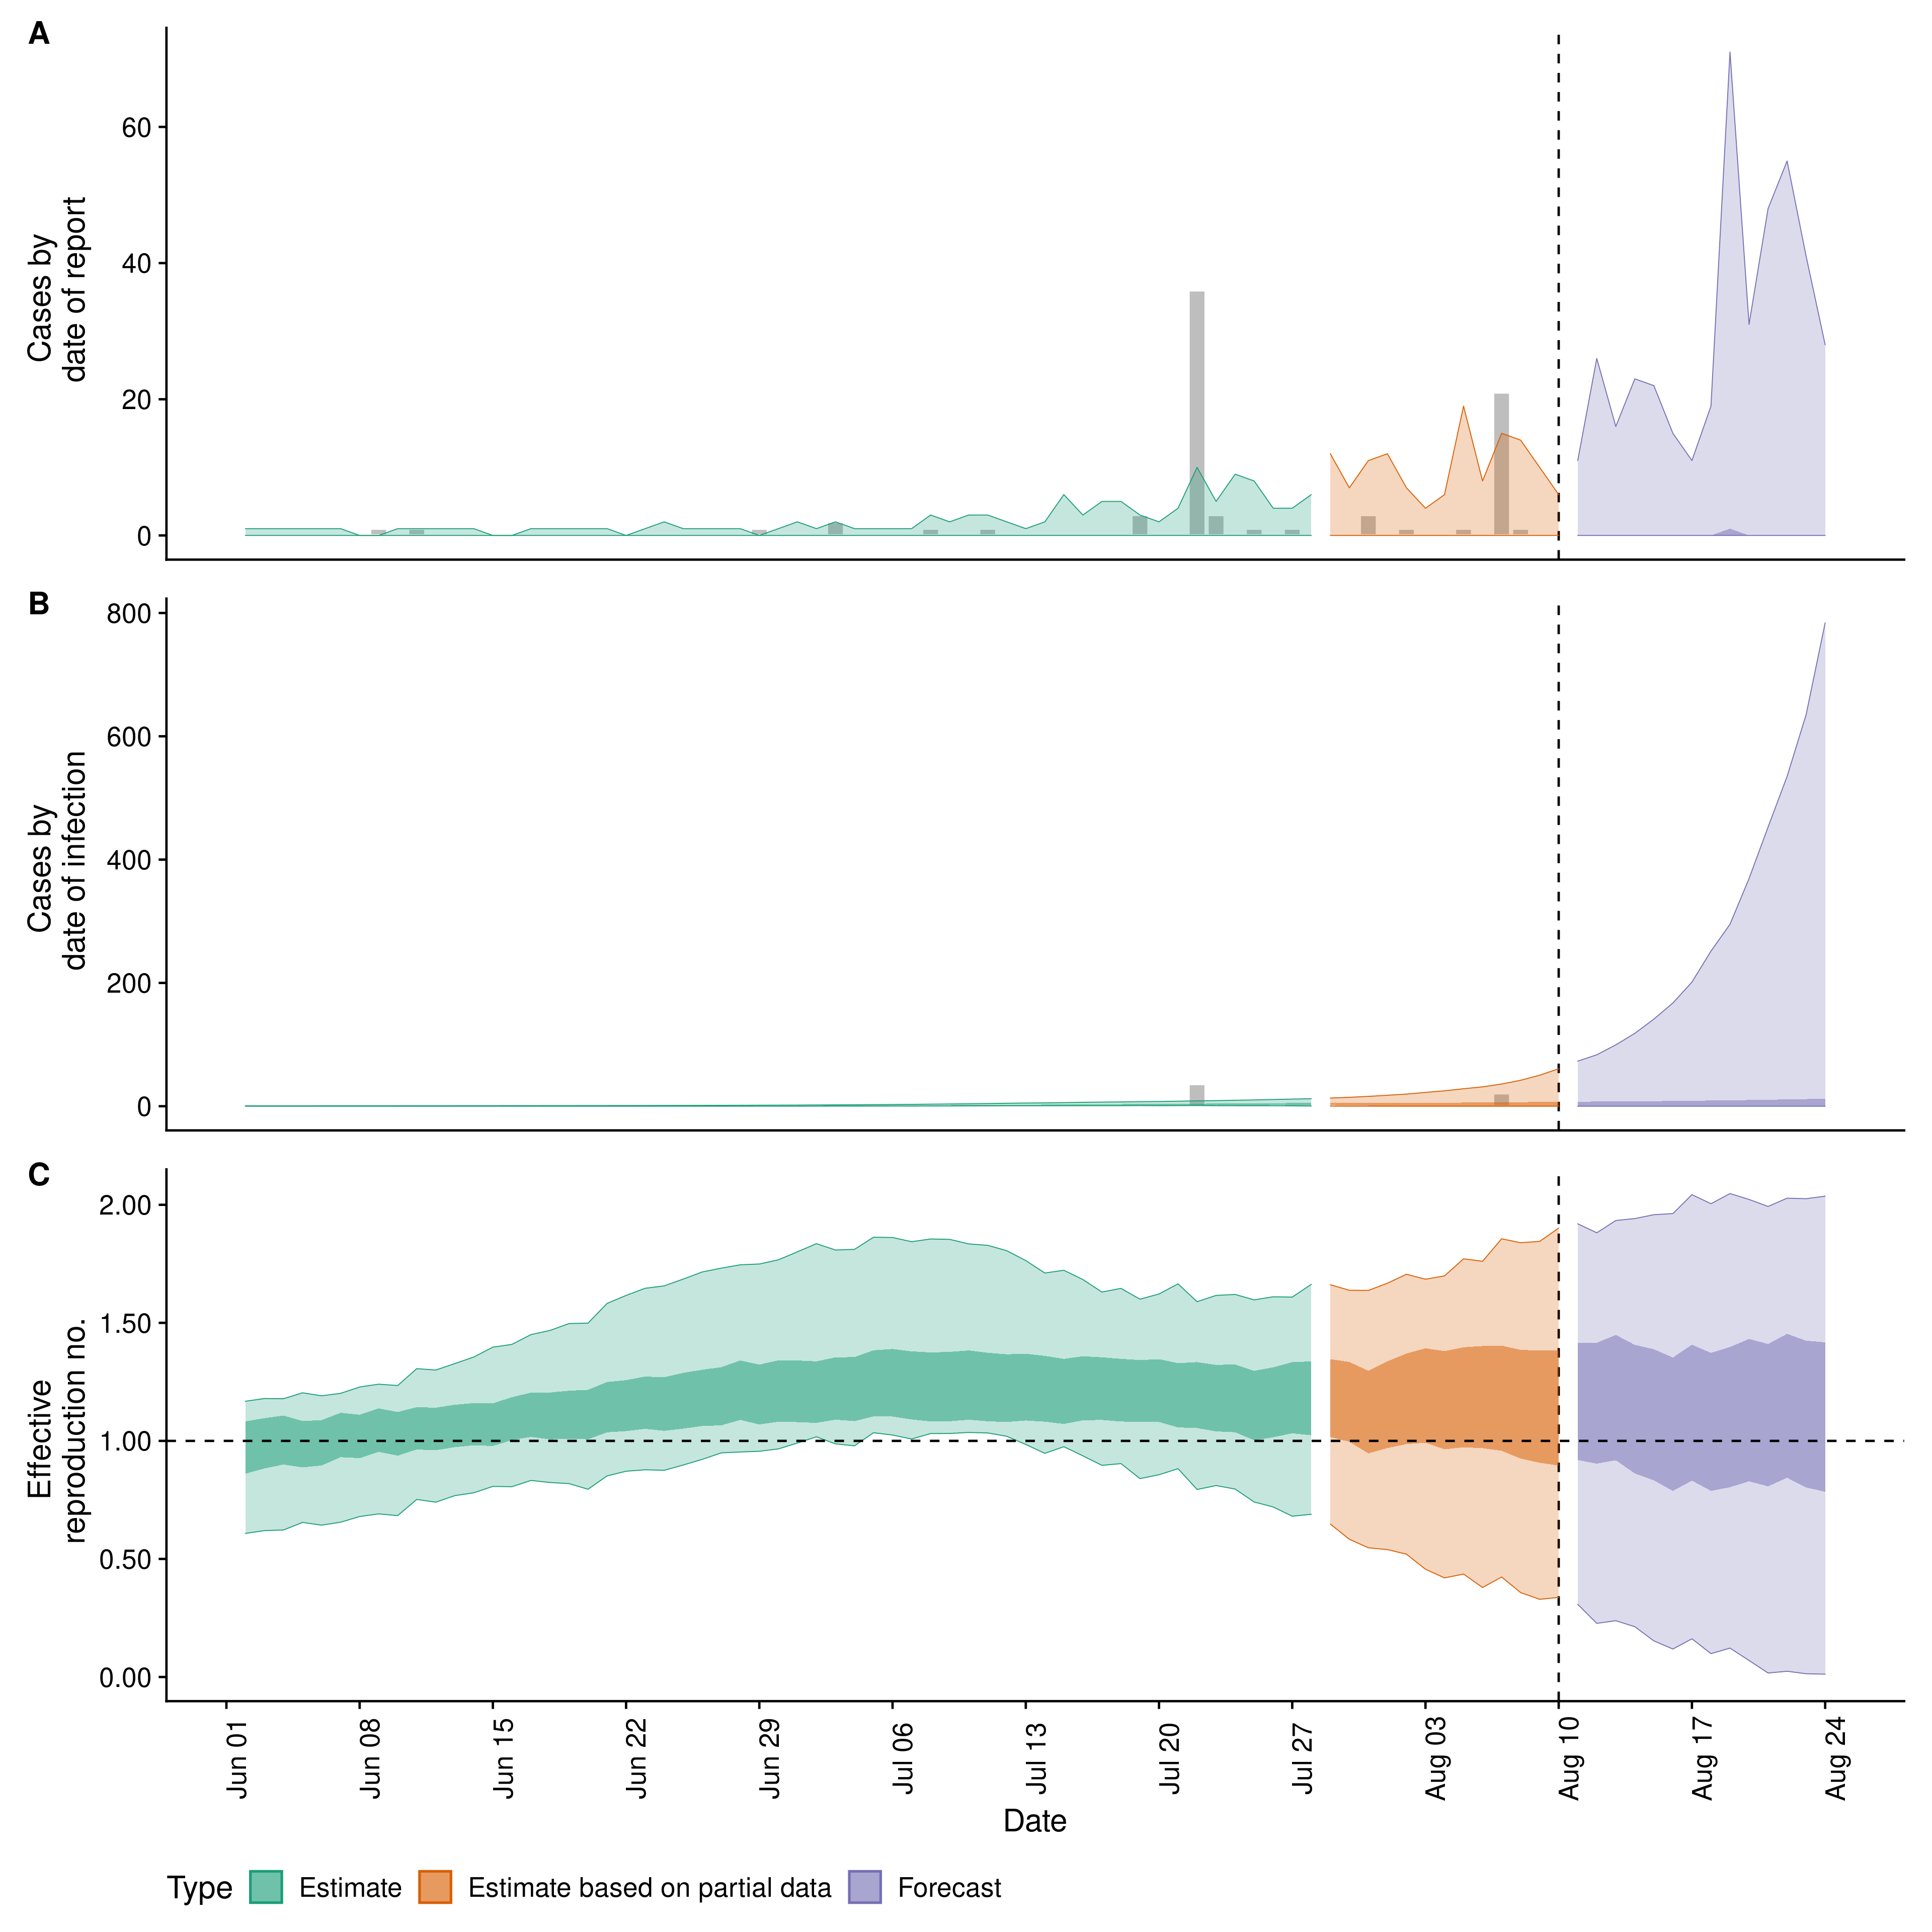 A
Cases by
date of report
60
40
20
0
B
Cases by
date of infection
800
600
400
200
0
C
Effective
reproduction no.
2.00
1.50
1.00
0.50
0.00
Jun 01
Jun 08
Jun 15
Jun 22
Jun 29
Jul 06
Jul 13
Jul 20
Jul 27
Aug 03
Aug 10
Aug 17
Aug 24
Date
Type Estimate Estimate based on partial data Forecast